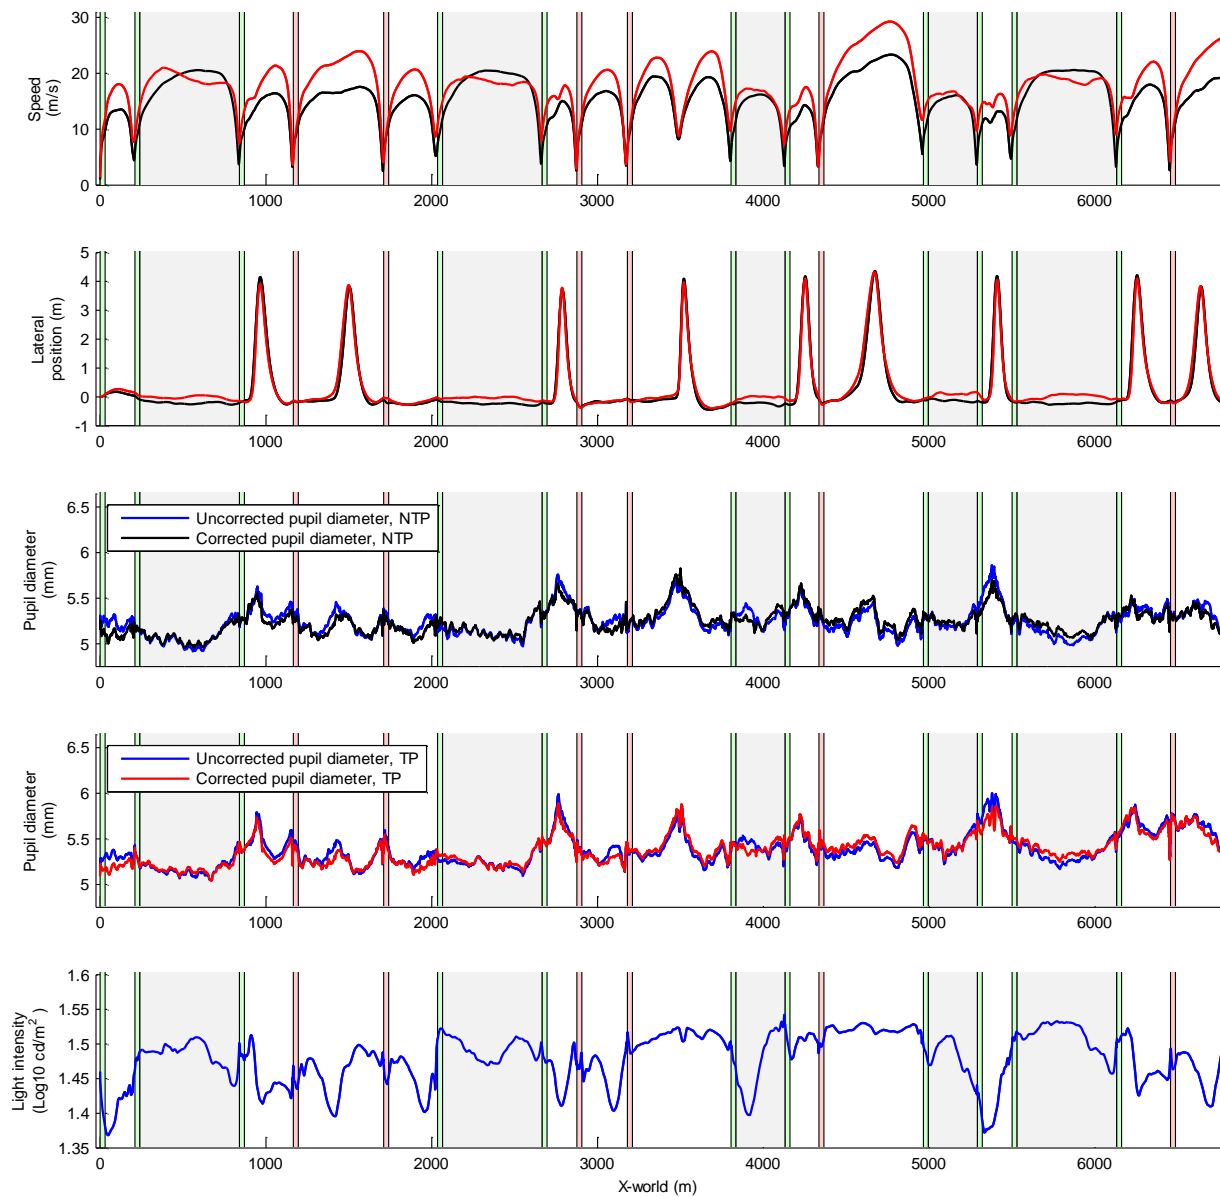 30
20
10
0
Speed
(m/s)
0 1000 2000 3000 4000 5000 6000
5
4
3
2
1
0
-1
Lateral
position (m)
0 1000 2000 3000 4000 5000 6000
6.5
6
5.5
5
Pupil diameter
(mm)
Uncorrected pupil diameter, NTP
Corrected pupil diameter, NTP
0 1000 2000 3000 4000 5000 6000
6.5
6
5.5
5
Pupil diameter
(mm)
Uncorrected pupil diameter, TP
Corrected pupil diameter, TP
0 1000 2000 3000 4000 5000 6000
1.6
1.55
1.5
1.45
1.4
1.35
Light intensity
(Log10 cd/m²)
0 1000 2000 3000 4000 5000 6000
X-world (m)